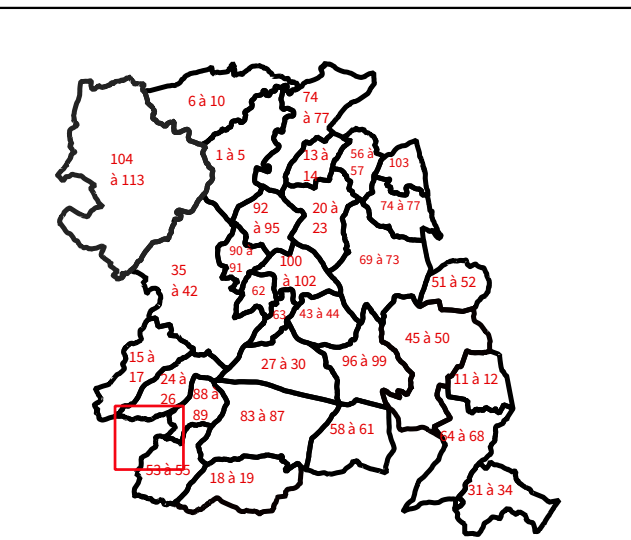 6 à 10
74
à 77
104
à 113
1 à 5
13 à
14
56 à
57
103
92
à 95
20 à
23
74 à 77
90 à
91
100
à 102
69 à 73
35
à 42
62
51 à 52
63
43 à 44
45 à 50
15 à
17
24 à
26
27 à 30
96 à 99
11 à 12
88 à
89
83 à 87
58 à 61
64 à 68
53 à 55
18 à 19
31 à 34